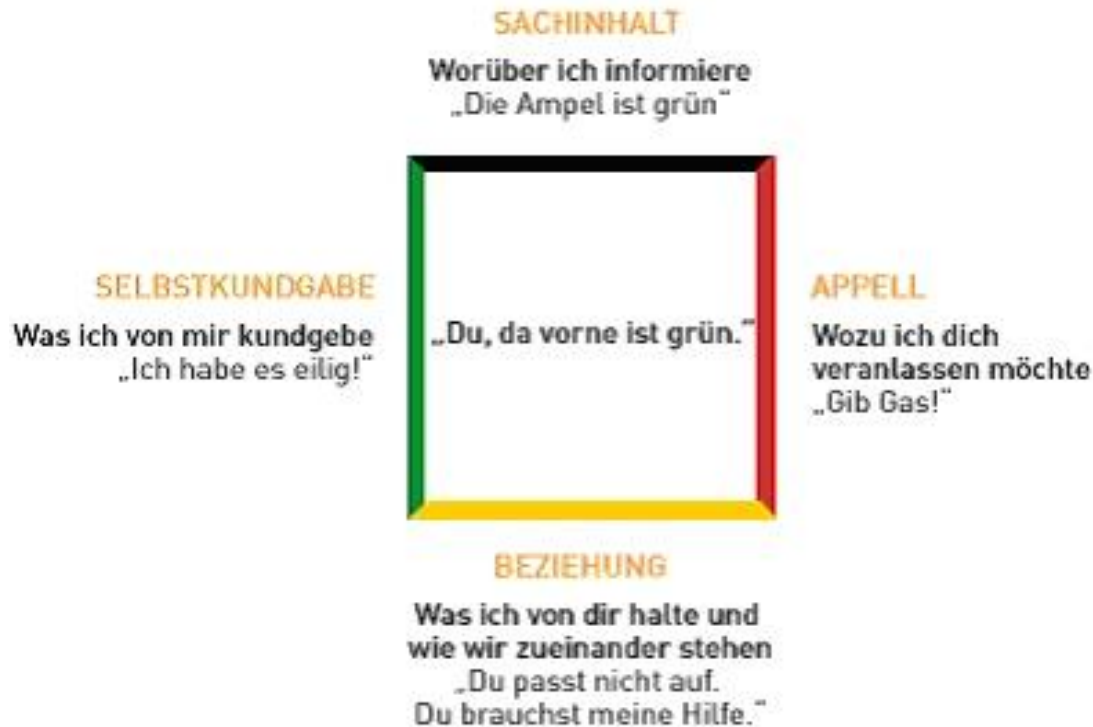 SACHINHALT
Worüber ich informiere
„Die Ampel ist grün“
SELBSTKUNDGABE
Was ich von mir kundgebe
„Ich habe es eilig!“
„Du, da vorne ist grün.“
APPELL
Wozu ich dich
veranlassen möchte
„Gib Gas!“
BEZIEHUNG
Was ich von dir halte und
wie wir zueinander stehen
„Du passt nicht auf.
Du brauchst meine Hilfe.“